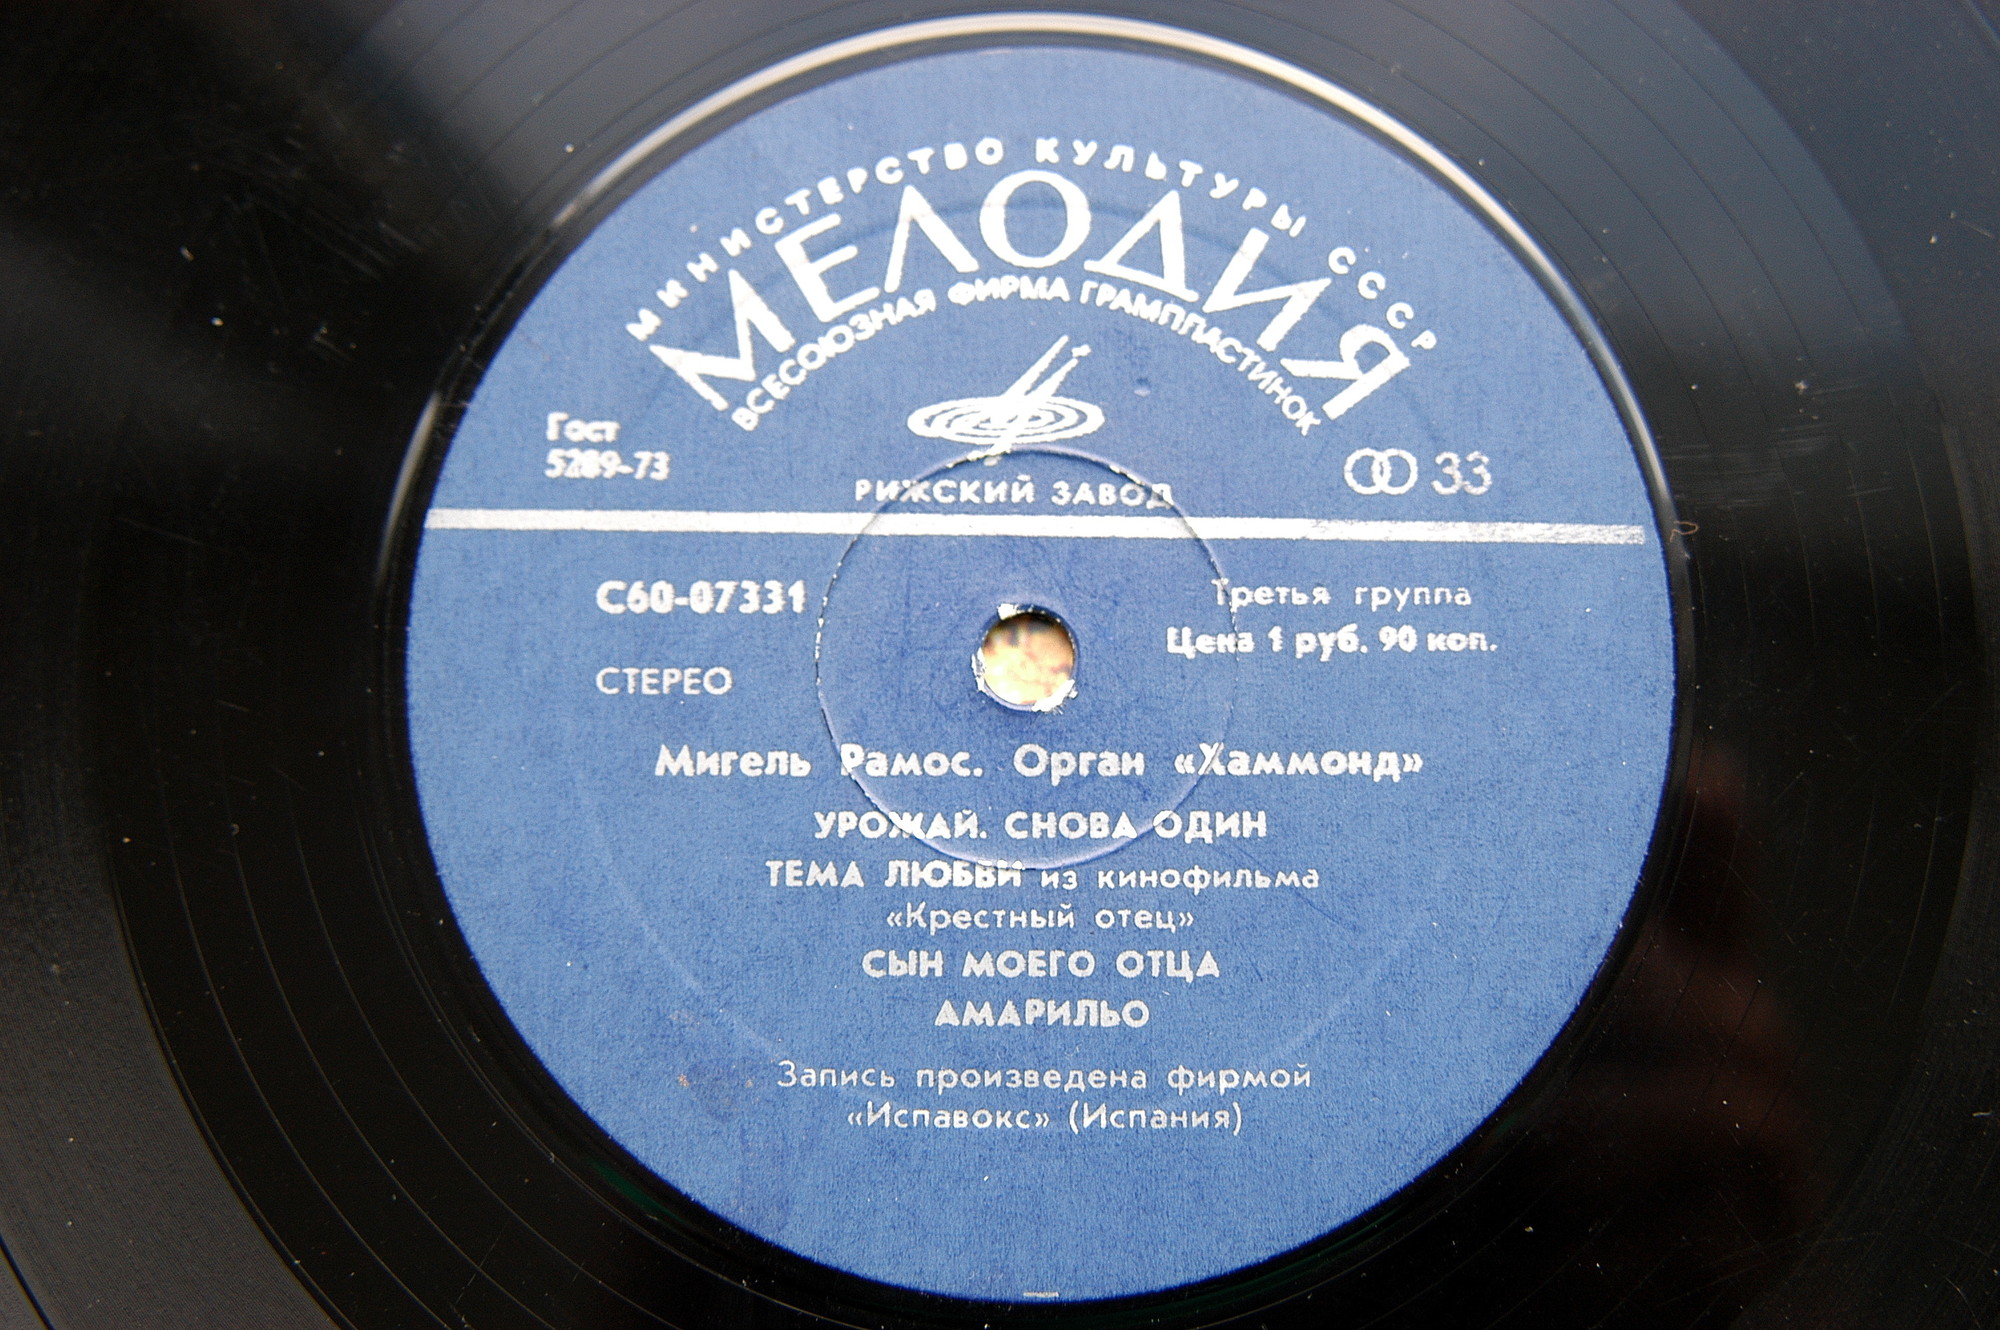 МИНИСТЕРСТВО КУЛЬТУРЫ СССР
МЕЛОДИЯ
ВСЕСОЮЗНАЯ ФИРМА ГРАМПЛАСТИНОК
Гост
5289-73
РИЖСКИЙ ЗАВОД
33
С60-07331
Третья группа
Цена 1 руб. 90 коп.
СТЕРЕО
Мигель Рамос. Орган «Хаммонд»
УРОЖАЙ. СНОВА ОДИН
ТЕМА ЛЮБВИ из кинофильма
«Крестный отец»
СЫН МОЕГО ОТЦА
АМАРИЛЬО
Запись произведена фирмой
«Испавокс» (Испания)